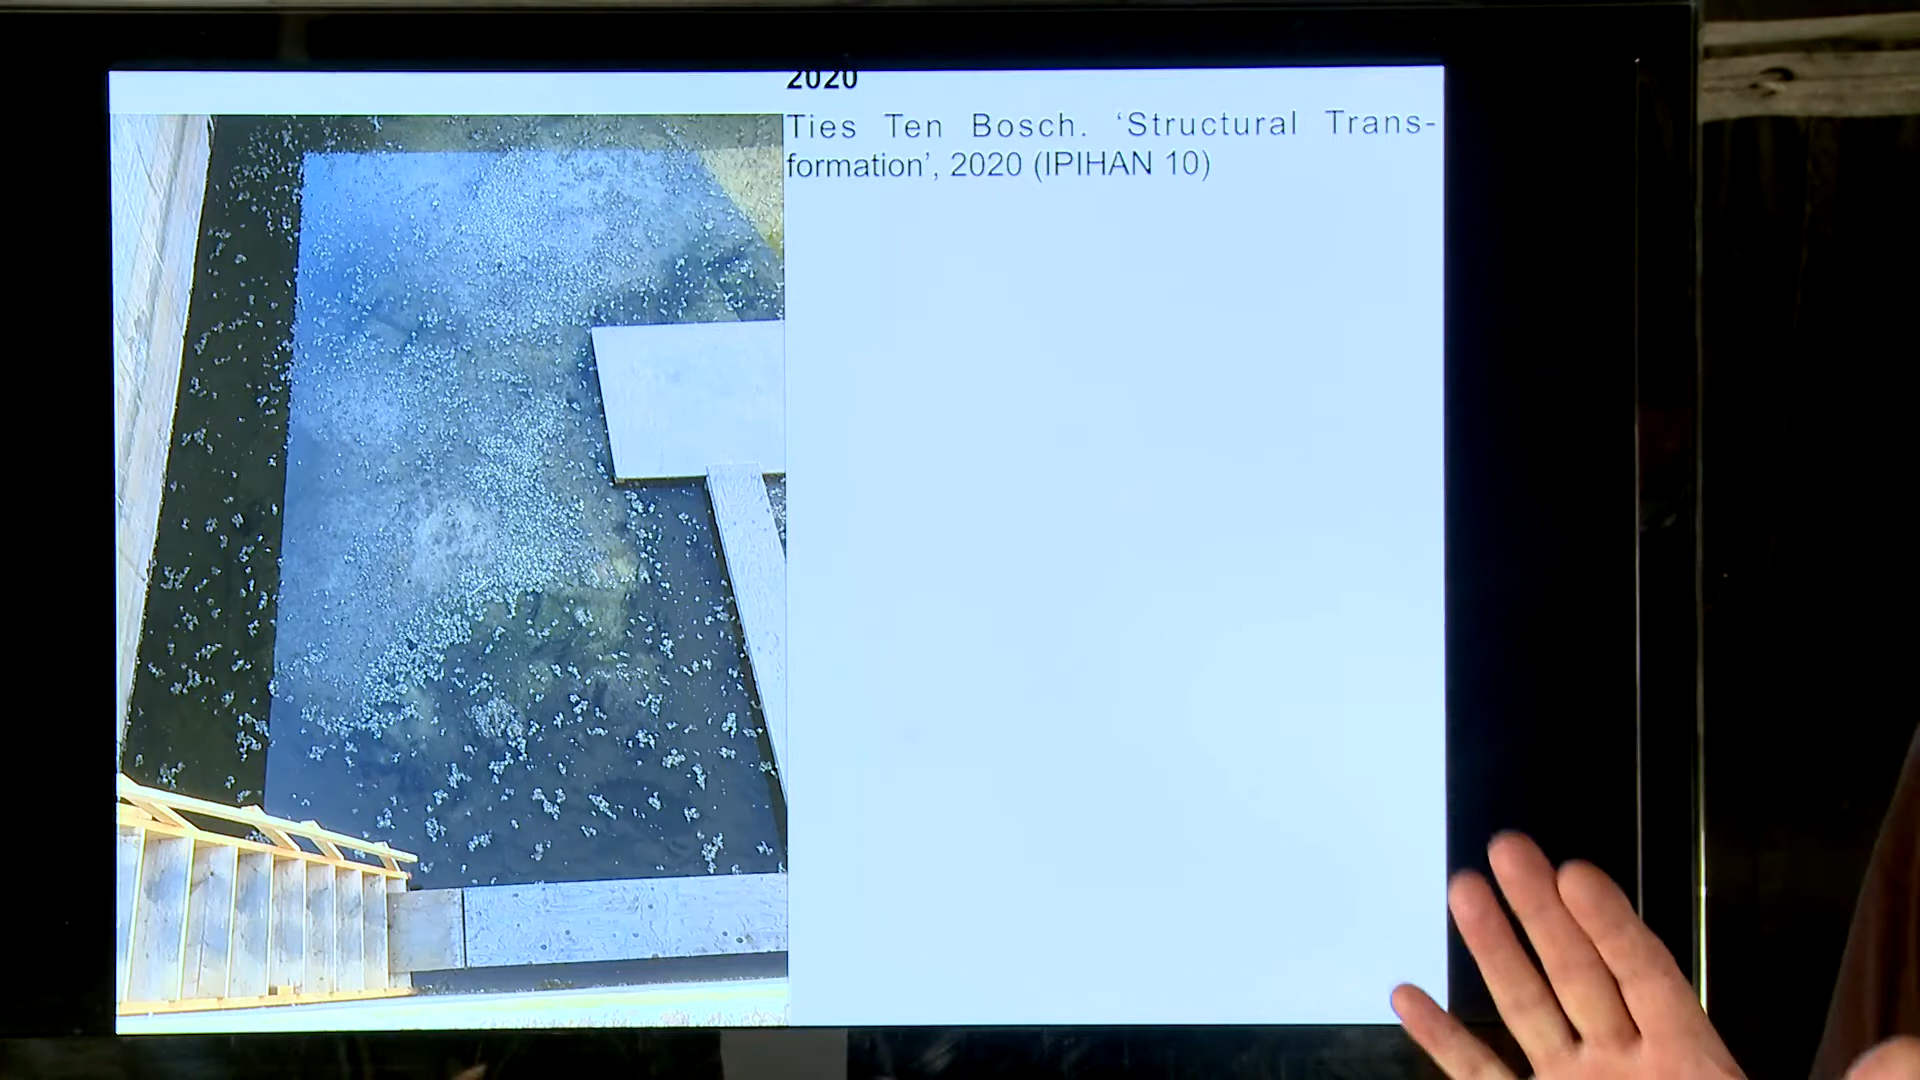 2020
Ties Ten Bosch. ‘Structural Trans-
formation’, 2020 (IPIHAN 10)